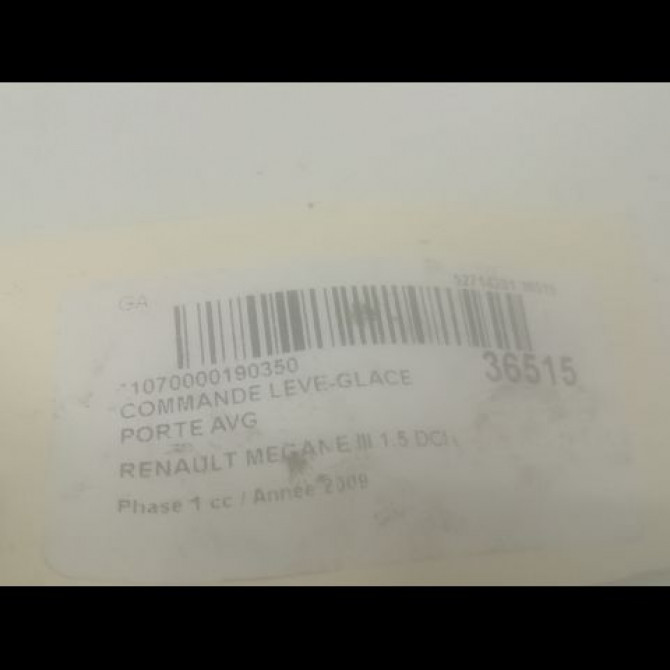 GA
36515
*1070000190350
COMMANDE LEVE-GLACE
PORTE AVG
RENAULT MEGANE III 1.5 DCI
Phase 1 cc / Année 2009